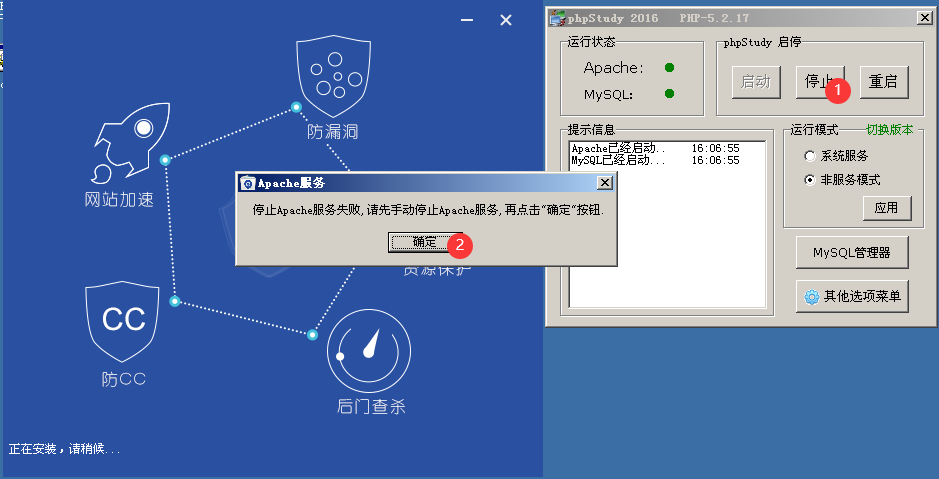 防漏洞
网站加速
资源保护
CC
防CC
后门查杀
正在安装，请稍候...
Apache服务
停止Apache服务失败,请先手动停止Apache服务,再点击"确定"按钮.
确定
2
phpStudy 2016 PHP-5.2.17
运行状态
Apache:
MySQL:
phpStudy 启停
启动
停止
重启
1
提示信息
Apache已经启动.. 16:06:55
MySQL已经启动... 16:06:55
运行模式 切换版本
系统服务
非服务模式
应用
MySQL管理器
其他选项菜单